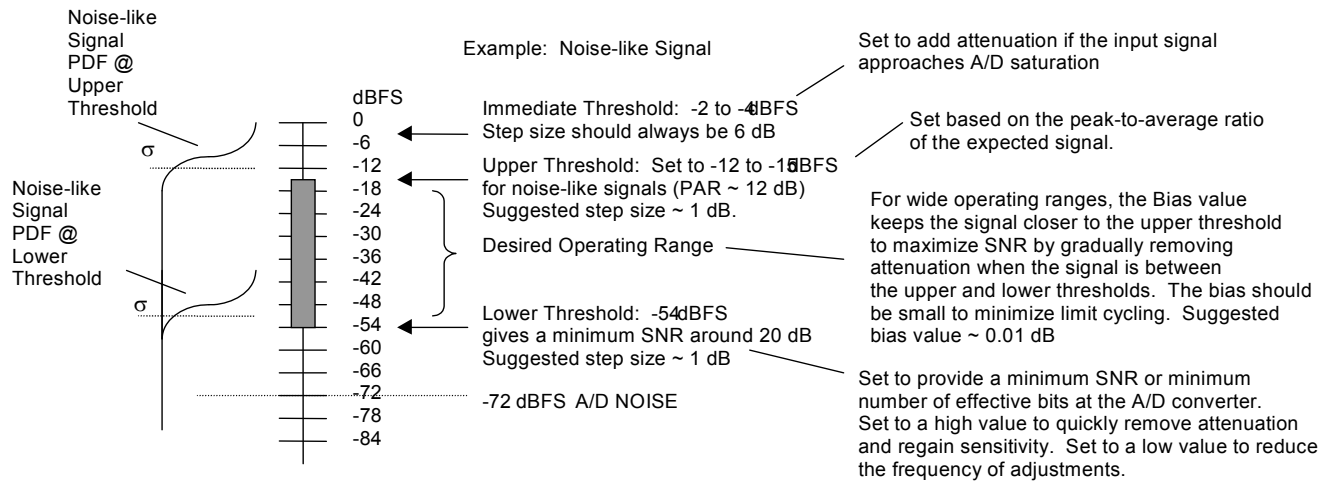 Noise-like
Signal
PDF @
Upper
Threshold
σ
Noise-like
Signal
PDF @
Lower
Threshold
σ
dBFS
0
-6
-12
-18
-24
-30
-36
-42
-48
-54
-60
-66
-72
-78
-84
Example: Noise-like Signal
Immediate Threshold: -2 to -4dBFS
Step size should always be 6 dB
Upper Threshold: Set to -12 to -15dBFS
for noise-like signals (PAR ~ 12 dB)
Suggested step size ~ 1 dB.
Desired Operating Range
Lower Threshold: -54dBFS
gives a minimum SNR around 20 dB
Suggested step size ~ 1 dB
-72 dBFS A/D NOISE
Set to add attenuation if the input signal
approaches A/D saturation
Set based on the peak-to-average ratio
of the expected signal.
For wide operating ranges, the Bias value
keeps the signal closer to the upper threshold
to maximize SNR by gradually removing
attenuation when the signal is between
the upper and lower thresholds. The bias should
be small to minimize limit cycling. Suggested
bias value ~ 0.01 dB
Set to provide a minimum SNR or minimum
number of effective bits at the A/D converter.
Set to a high value to quickly remove attenuation
and regain sensitivity. Set to a low value to reduce
the frequency of adjustments.